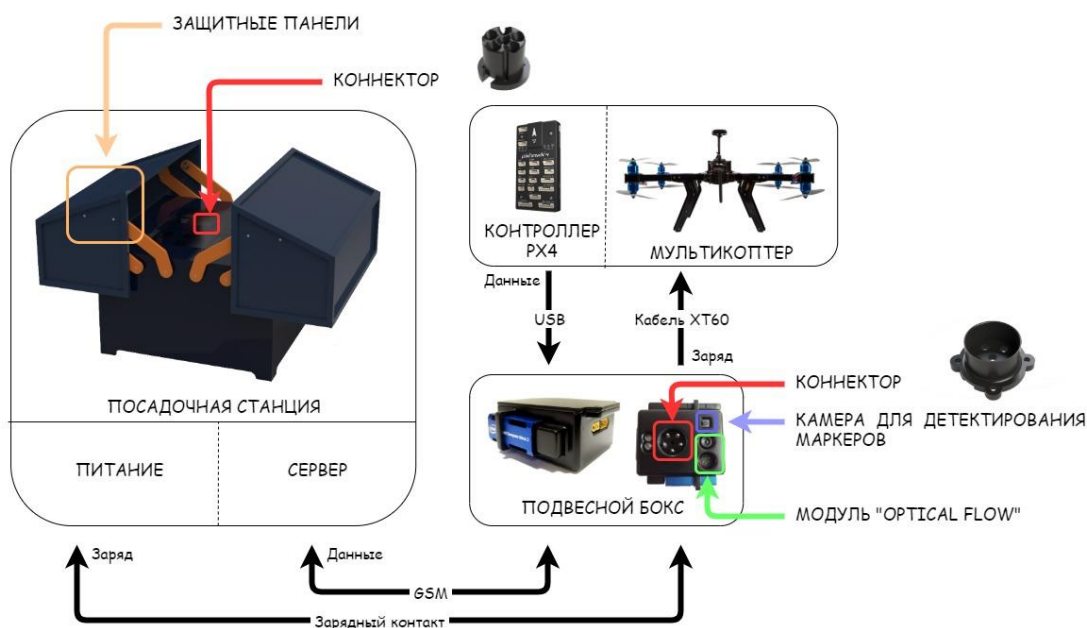 ЗАЩИТНЫЕ ПАНЕЛИ
КОННЕКТОР
КОНТРОЛЛЕР
PX4
МУЛЬТИКОПТЕР
Данные
USB
Кабель XT60
Заряд
ПОСАДОЧНАЯ СТАНЦИЯ
ПИТАНИЕ
СЕРВЕР
КОННЕКТОР
КАМЕРА ДЛЯ ДЕТЕКТИРОВАНИЯ
МАРКЕРОВ
ПОДВЕСНОЙ БОКС
МОДУЛЬ "OPTICAL FLOW"
Заряд
Данные
GSM
Зарядный контакт